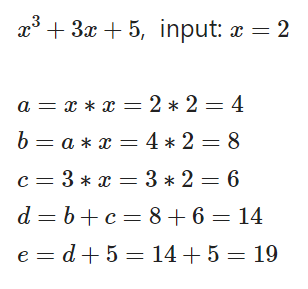 x³ + 3x + 5, input: x = 2
a = x * x = 2 * 2 = 4
b = a * x = 4 * 2 = 8
c = 3 * x = 3 * 2 = 6
d = b + c = 8 + 6 = 14
e = d + 5 = 14 + 5 = 19